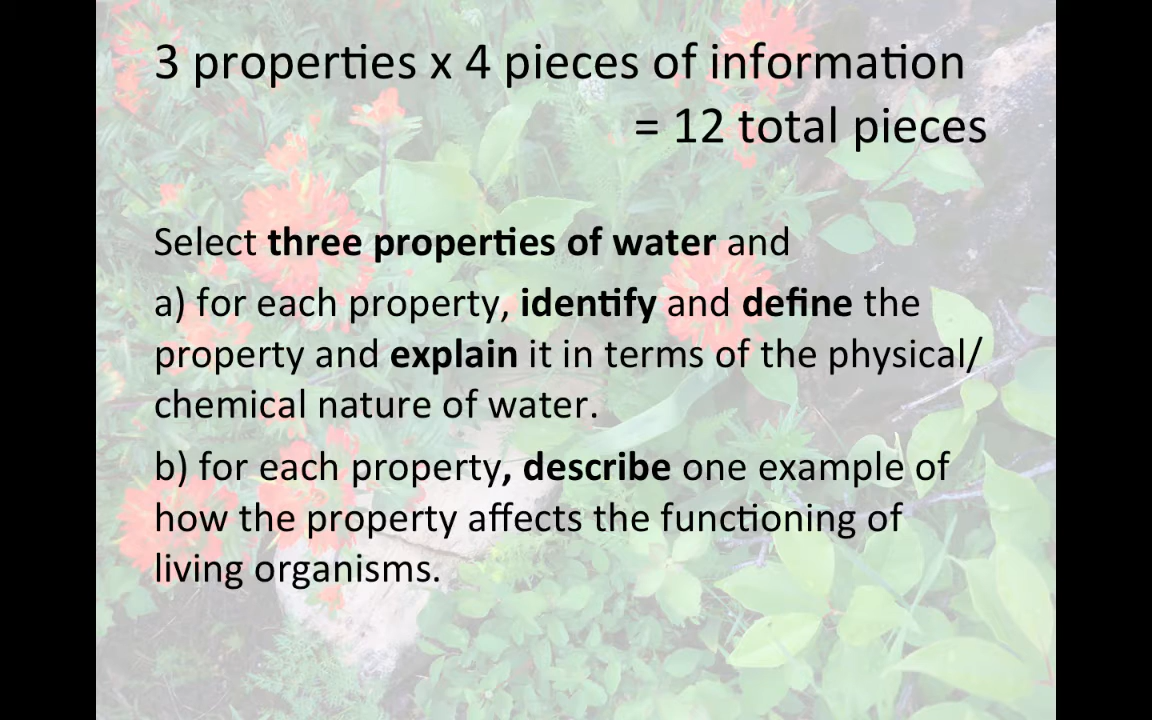 3 properties x 4 pieces of information
= 12 total pieces
Select three properties of water and
a) for each property, identify and define the
property and explain it in terms of the physical/
chemical nature of water.
b) for each property, describe one example of
how the property affects the functioning of
living organisms.